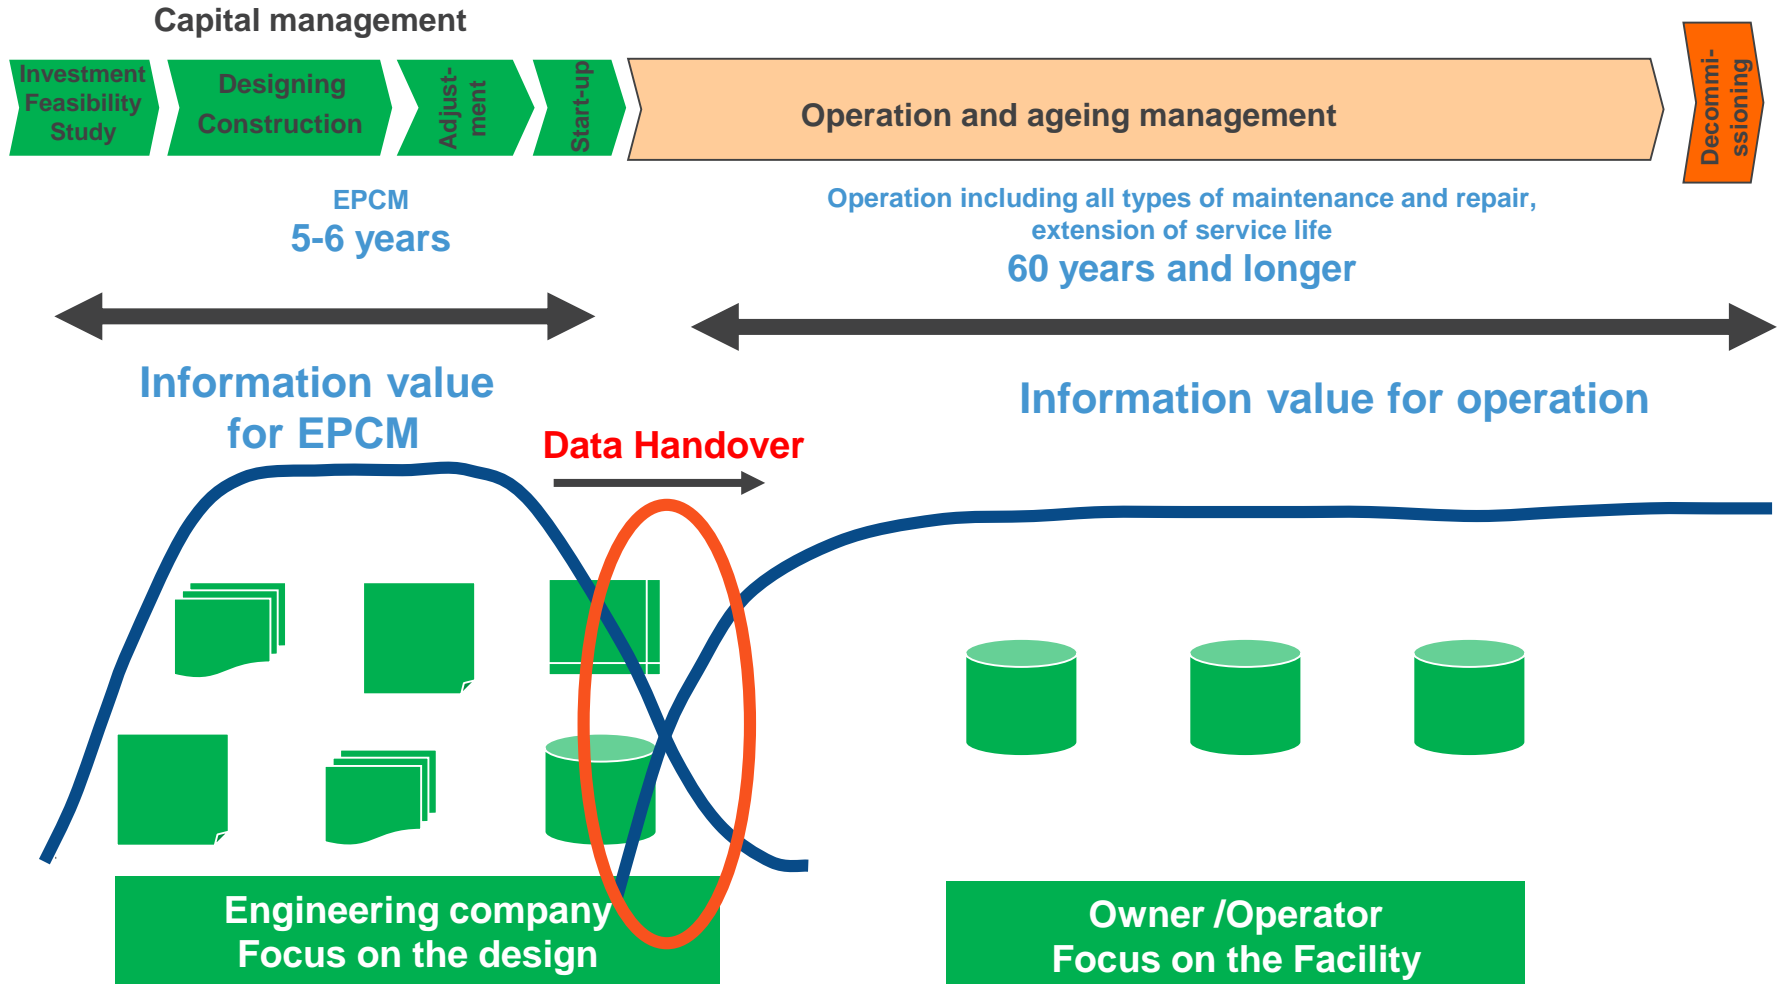 Capital management
Investment
Feasibility
Study
Designing
Construction
Adjust-
ment
Start-up
Operation and ageing management
Decommi-
ssioning
EPCM
5-6 years
Operation including all types of maintenance and repair,
extension of service life
60 years and longer
Information value
for EPCM
Information value for operation
Data Handover
Engineering company
Focus on the design
Owner /Operator
Focus on the Facility